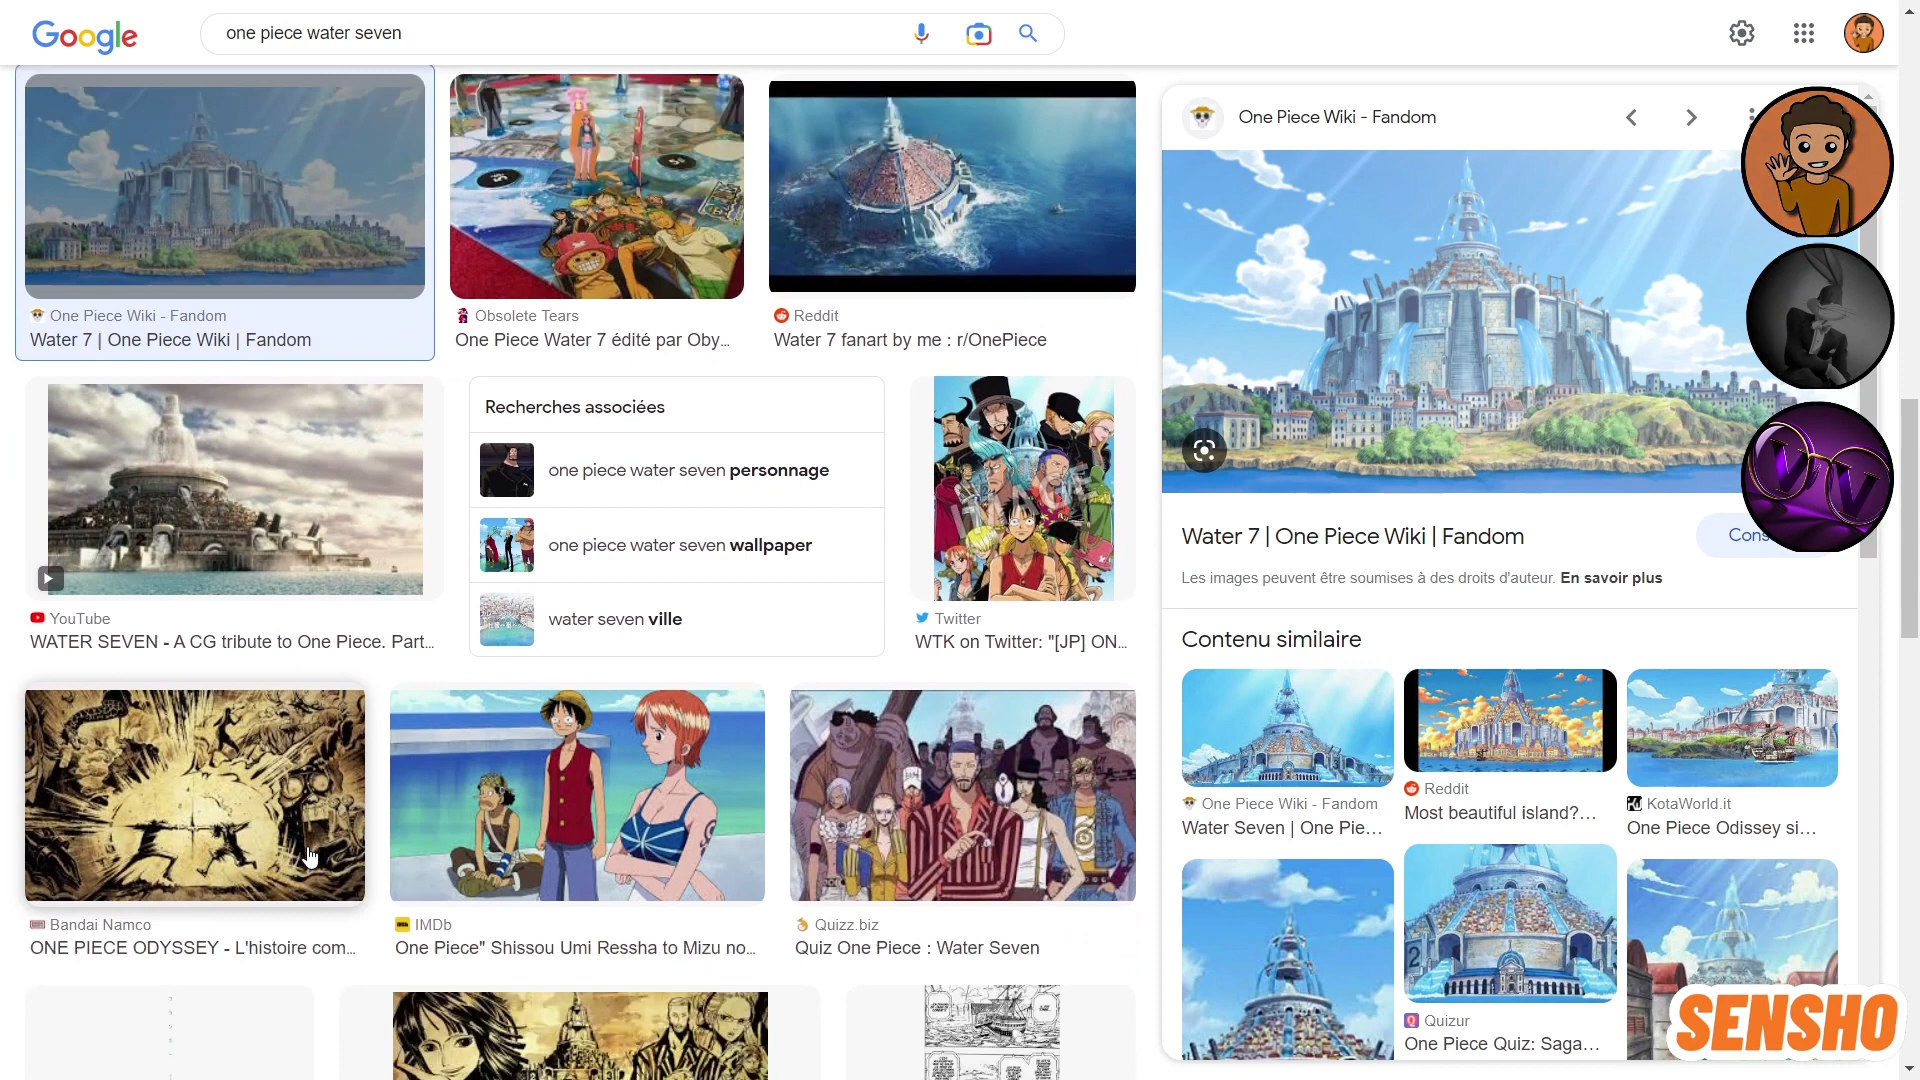 Google
one piece water seven
One Piece Wiki - Fandom
Water 7 | One Piece Wiki | Fandom
Obsolete Tears
One Piece Water 7 édité par Oby...
Reddit
Water 7 fanart by me : r/OnePiece
YouTube
WATER SEVEN - A CG tribute to One Piece. Part...
Recherches associées
one piece water seven personnage
one piece water seven wallpaper
water seven ville
Twitter
WTK on Twitter: "[JP] ON...
Bandai Namco
ONE PIECE ODYSSEY - L'histoire com...
IMDb
One Piece" Shissou Umi Ressha to Mizu no...
Quizz.biz
Quiz One Piece : Water Seven
One Piece Wiki - Fandom
Water 7 | One Piece Wiki | Fandom
Cons
Les images peuvent être soumises à des droits d'auteur. En savoir plus
Contenu similaire
One Piece Wiki - Fandom
Water Seven | One Pie...
Reddit
Most beautiful island?...
KotaWorld.it
One Piece Odissey si...
Quizur
One Piece Quiz: Saga...
SENSHO